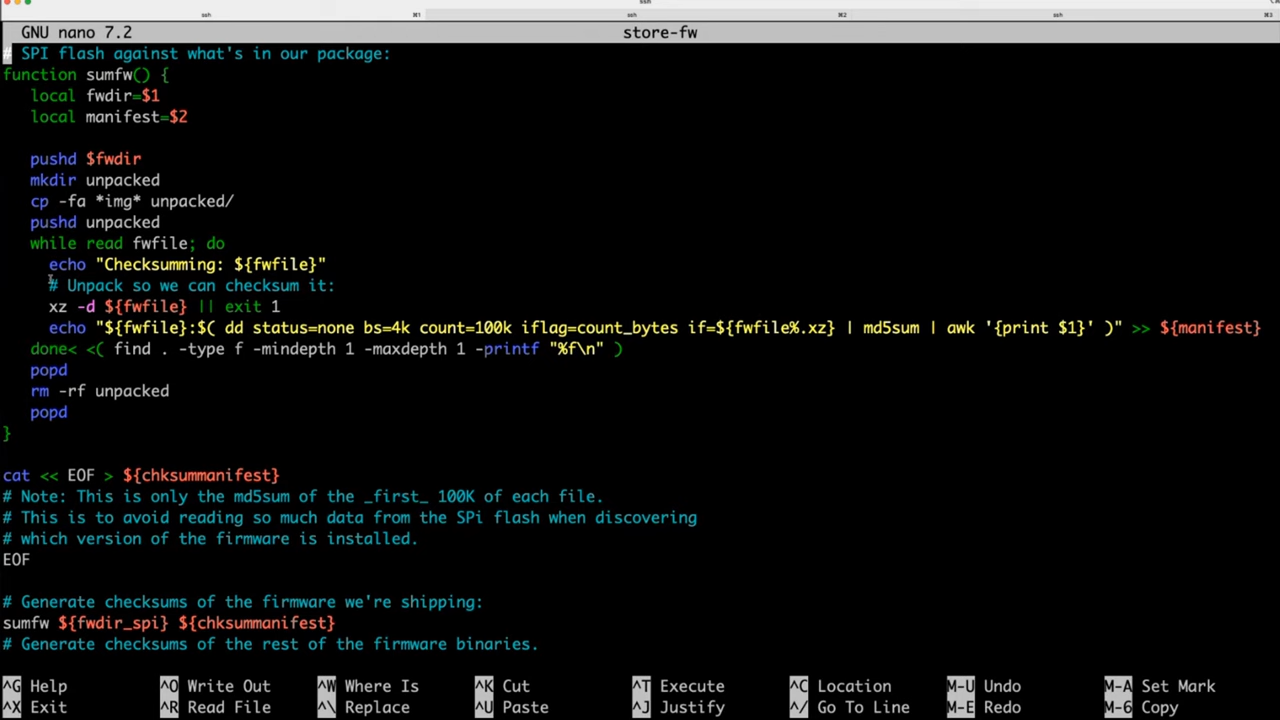 ssh
ssh ⌘1 ssh ⌘2 ssh ⌘3
GNU nano 7.2 store-fw
# SPI flash against what's in our package:
function sumfw() {
   local fwdir=$1
   local manifest=$2
   pushd $fwdir
   mkdir unpacked
   cp -fa *img* unpacked/
   pushd unpacked
   while read fwfile; do
     echo "Checksumming: ${fwfile}"
     # Unpack so we can checksum it:
     xz -d ${fwfile} || exit 1
     echo "${fwfile}:$( dd status=none bs=4k count=100k iflag=count_bytes if=${fwfile%.xz} | md5sum | awk '{print $1}' )" >> ${manifest}
   done< <( find . -type f -mindepth 1 -maxdepth 1 -printf "%f\n" )
   popd
   rm -rf unpacked
   popd
}
cat << EOF > ${chksummanifest}
# Note: This is only the md5sum of the _first_ 100K of each file.
# This is to avoid reading so much data from the SPi flash when discovering
# which version of the firmware is installed.
EOF
# Generate checksums of the firmware we're shipping:
sumfw ${fwdir_spi} ${chksummanifest}
# Generate checksums of the rest of the firmware binaries.
^G Help ^O Write Out ^W Where Is ^K Cut ^T Execute ^C Location M-U Undo M-A Set Mark
^X Exit ^R Read File ^\ Replace ^U Paste ^J Justify ^/ Go To Line M-E Redo M-6 Copy